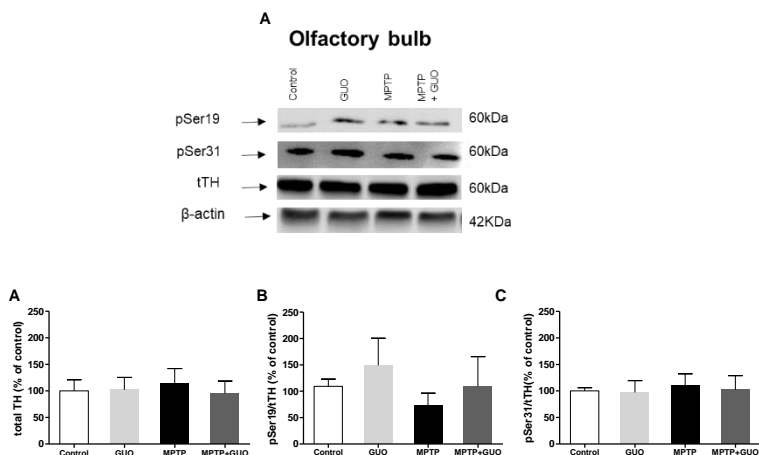 A
Olfactory bulb
Control
GUO
MPTP
MPTP
+ GUO
pSer19
60kDa
pSer31
60kDa
tTH
60kDa
β-actin
42KDa
A
total TH (% of control)
250
200
150
100
50
0
Control
GUO
MPTP
MPTP+GUO
B
pSer19/tTH (% of control)
250
200
150
100
50
0
Control
GUO
MPTP
MPTP+GUO
C
pSer31/tTH(% of control)
250
200
150
100
50
0
Control
GUO
MPTP
MPTP+GUO